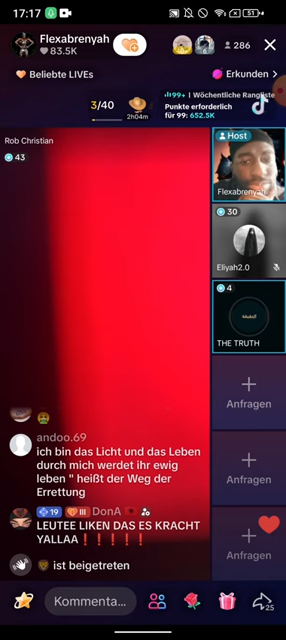 17:17
51
Flexabrenyah
83.5K
286
Beliebte LIVEs
Erkunden >
3/40
2h04m
99+ | Wöchentliche Rangliste
Punkte erforderlich
für 99: 652.5K
Rob Christian
43
Host
Flexabrenyah
30
Eliyah2.0
4
THE TRUTH
+
Anfragen
+
Anfragen
+
Anfragen
andoo.69
ich bin das Licht und das Leben
durch mich werdet ihr ewig
leben " heißt der Weg der
Errettung
19 III DonA
LEUTEE LIKEN DAS ES KRACHT
YALLAA❗❗❗❗❗
ist beigetreten
Kommenta...
25